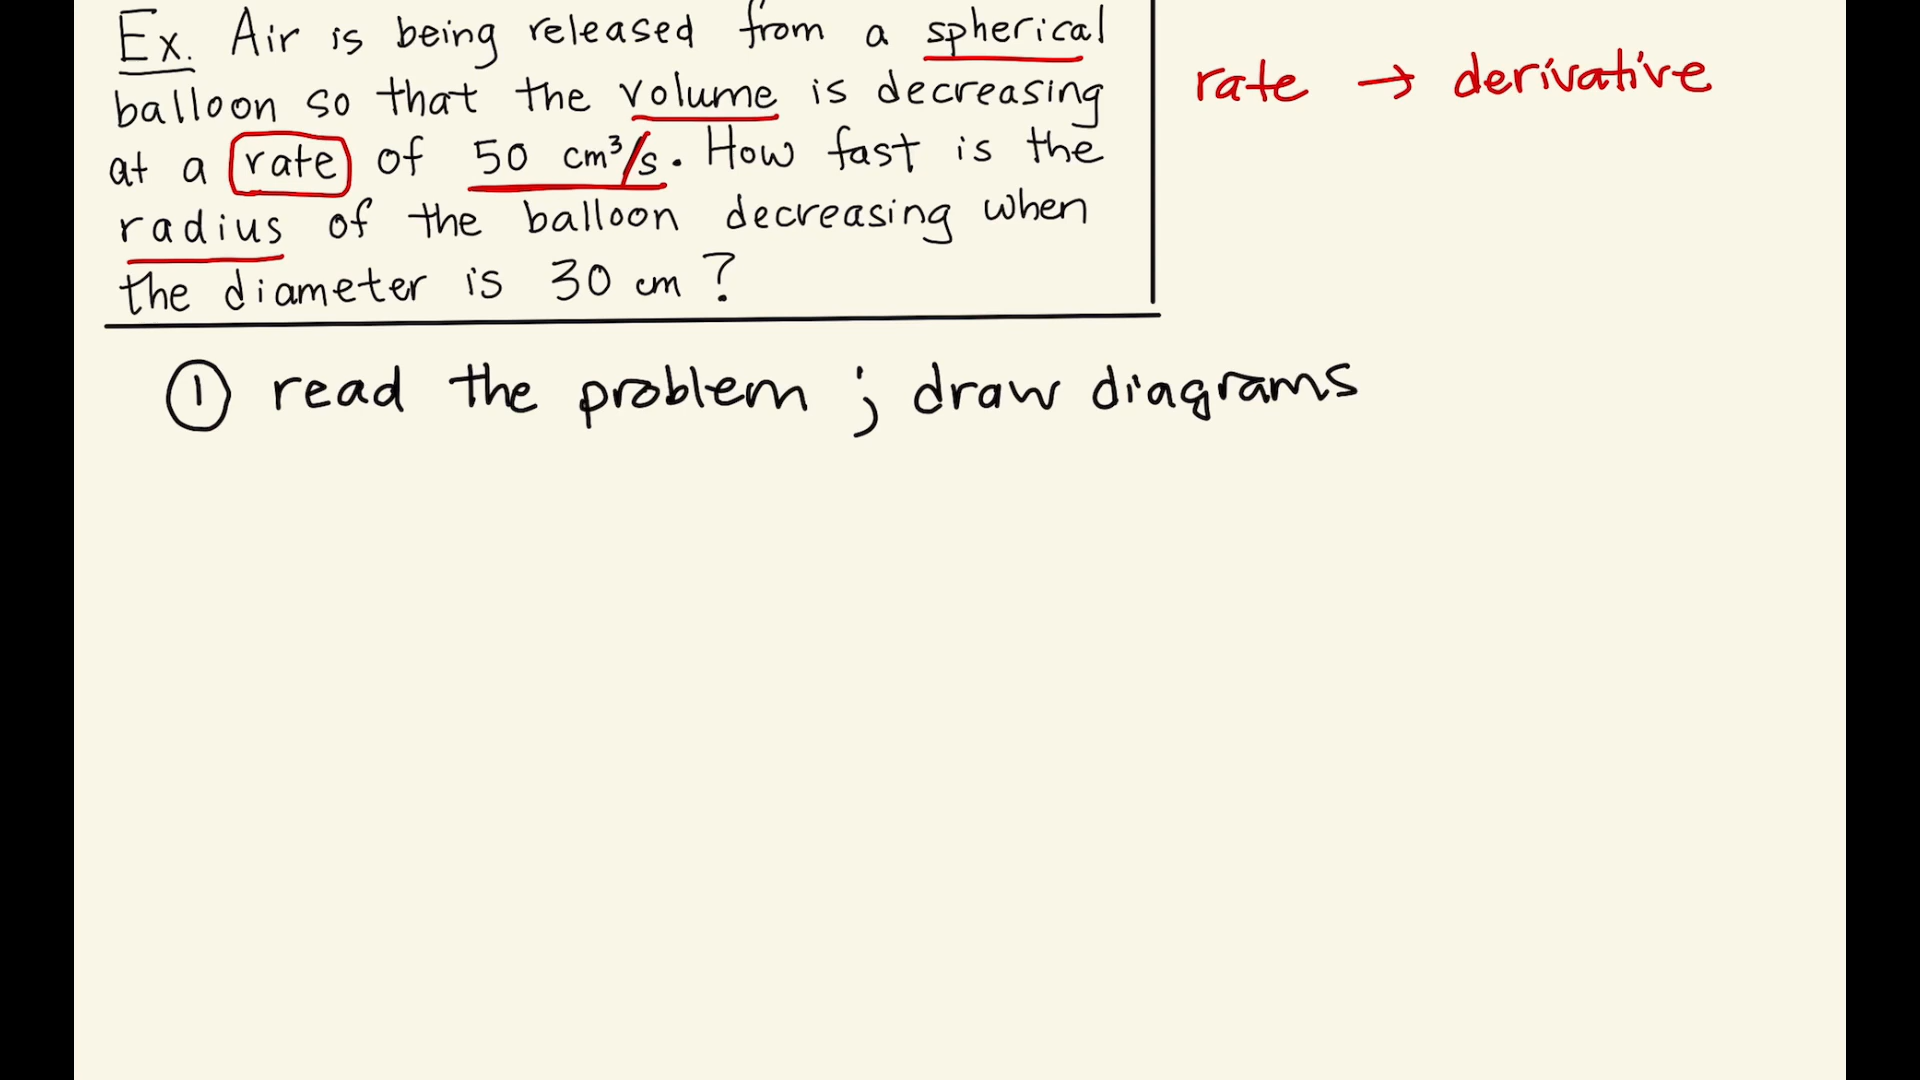 Ex. Air is being released from a spherical
balloon so that the volume is decreasing
at a rate of 50 cm³/s. How fast is the
radius of the balloon decreasing when
the diameter is 30 cm?
rate → derivative
① read the problem ; draw diagrams